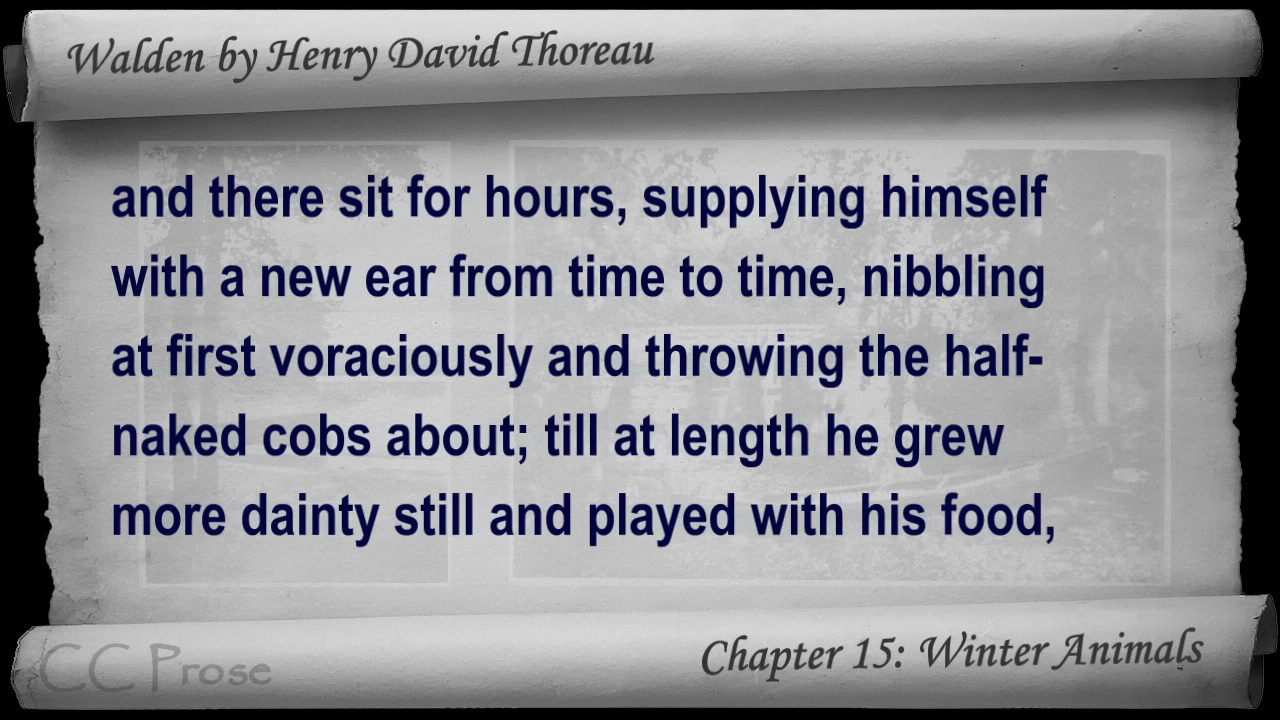 Walden by Henry David Thoreau
and there sit for hours, supplying himself
with a new ear from time to time, nibbling
at first voraciously and throwing the half-
naked cobs about; till at length he grew
more dainty still and played with his food,
Chapter 15: Winter Animals
CC Prose